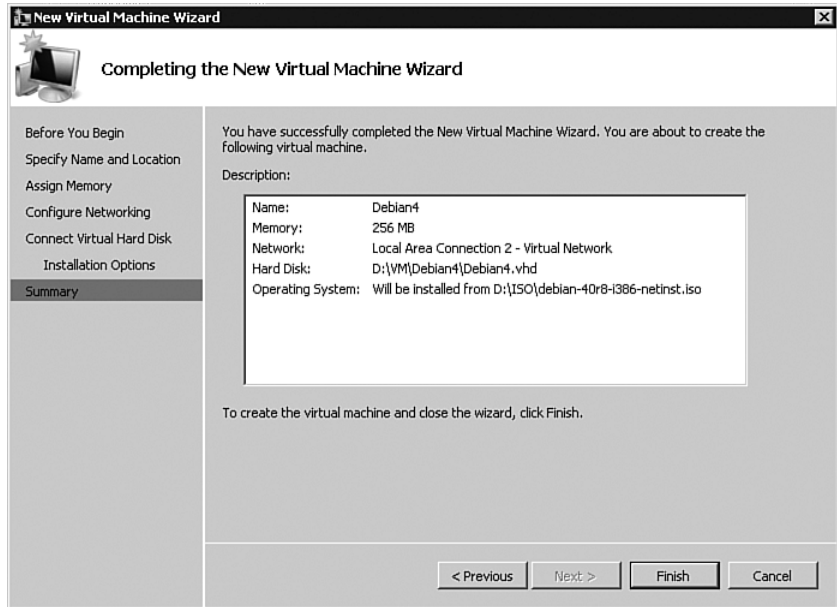 New Virtual Machine Wizard
Completing the New Virtual Machine Wizard
Before You Begin
Specify Name and Location
Assign Memory
Configure Networking
Connect Virtual Hard Disk
Installation Options
Summary
You have successfully completed the New Virtual Machine Wizard. You are about to create the
following virtual machine.
Description:
Name: Debian4
Memory: 256 MB
Network: Local Area Connection 2 - Virtual Network
Hard Disk: D:\VM\Debian4\Debian4.vhd
Operating System: Will be installed from D:\ISO\debian-40r8-i386-netinst.iso
To create the virtual machine and close the wizard, click Finish.
< Previous Next > Finish Cancel